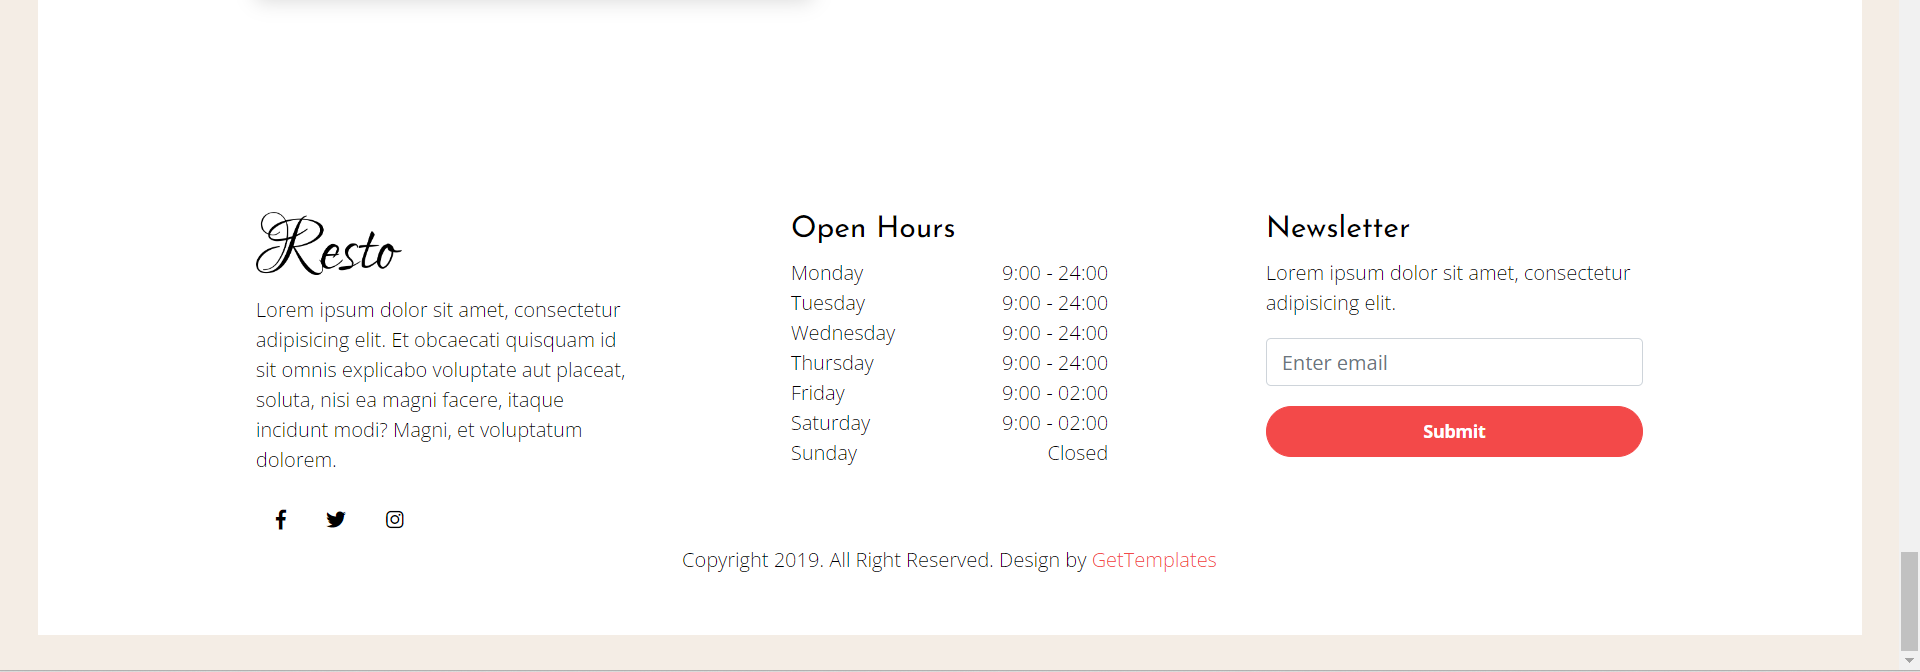 Resto
Lorem ipsum dolor sit amet, consectetur
adipisicing elit. Et obcaecati quisquam id
sit omnis explicabo voluptate aut placeat,
soluta, nisi ea magni facere, itaque
incidunt modi? Magni, et voluptatum
dolorem.
Open Hours
Monday 9:00 - 24:00
Tuesday 9:00 - 24:00
Wednesday 9:00 - 24:00
Thursday 9:00 - 24:00
Friday 9:00 - 02:00
Saturday 9:00 - 02:00
Sunday Closed
Newsletter
Lorem ipsum dolor sit amet, consectetur
adipisicing elit.
Enter email
Submit
Copyright 2019. All Right Reserved. Design by GetTemplates